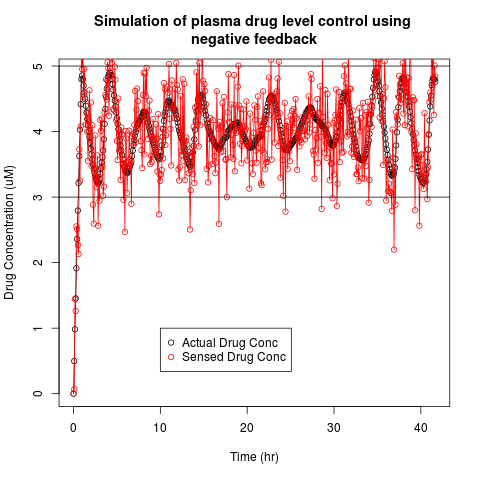 Simulation of plasma drug level control using
negative feedback
Drug Concentration (uM)
5
4
3
2
1
0
Actual Drug Conc
Sensed Drug Conc
0 10 20 30 40
Time (hr)